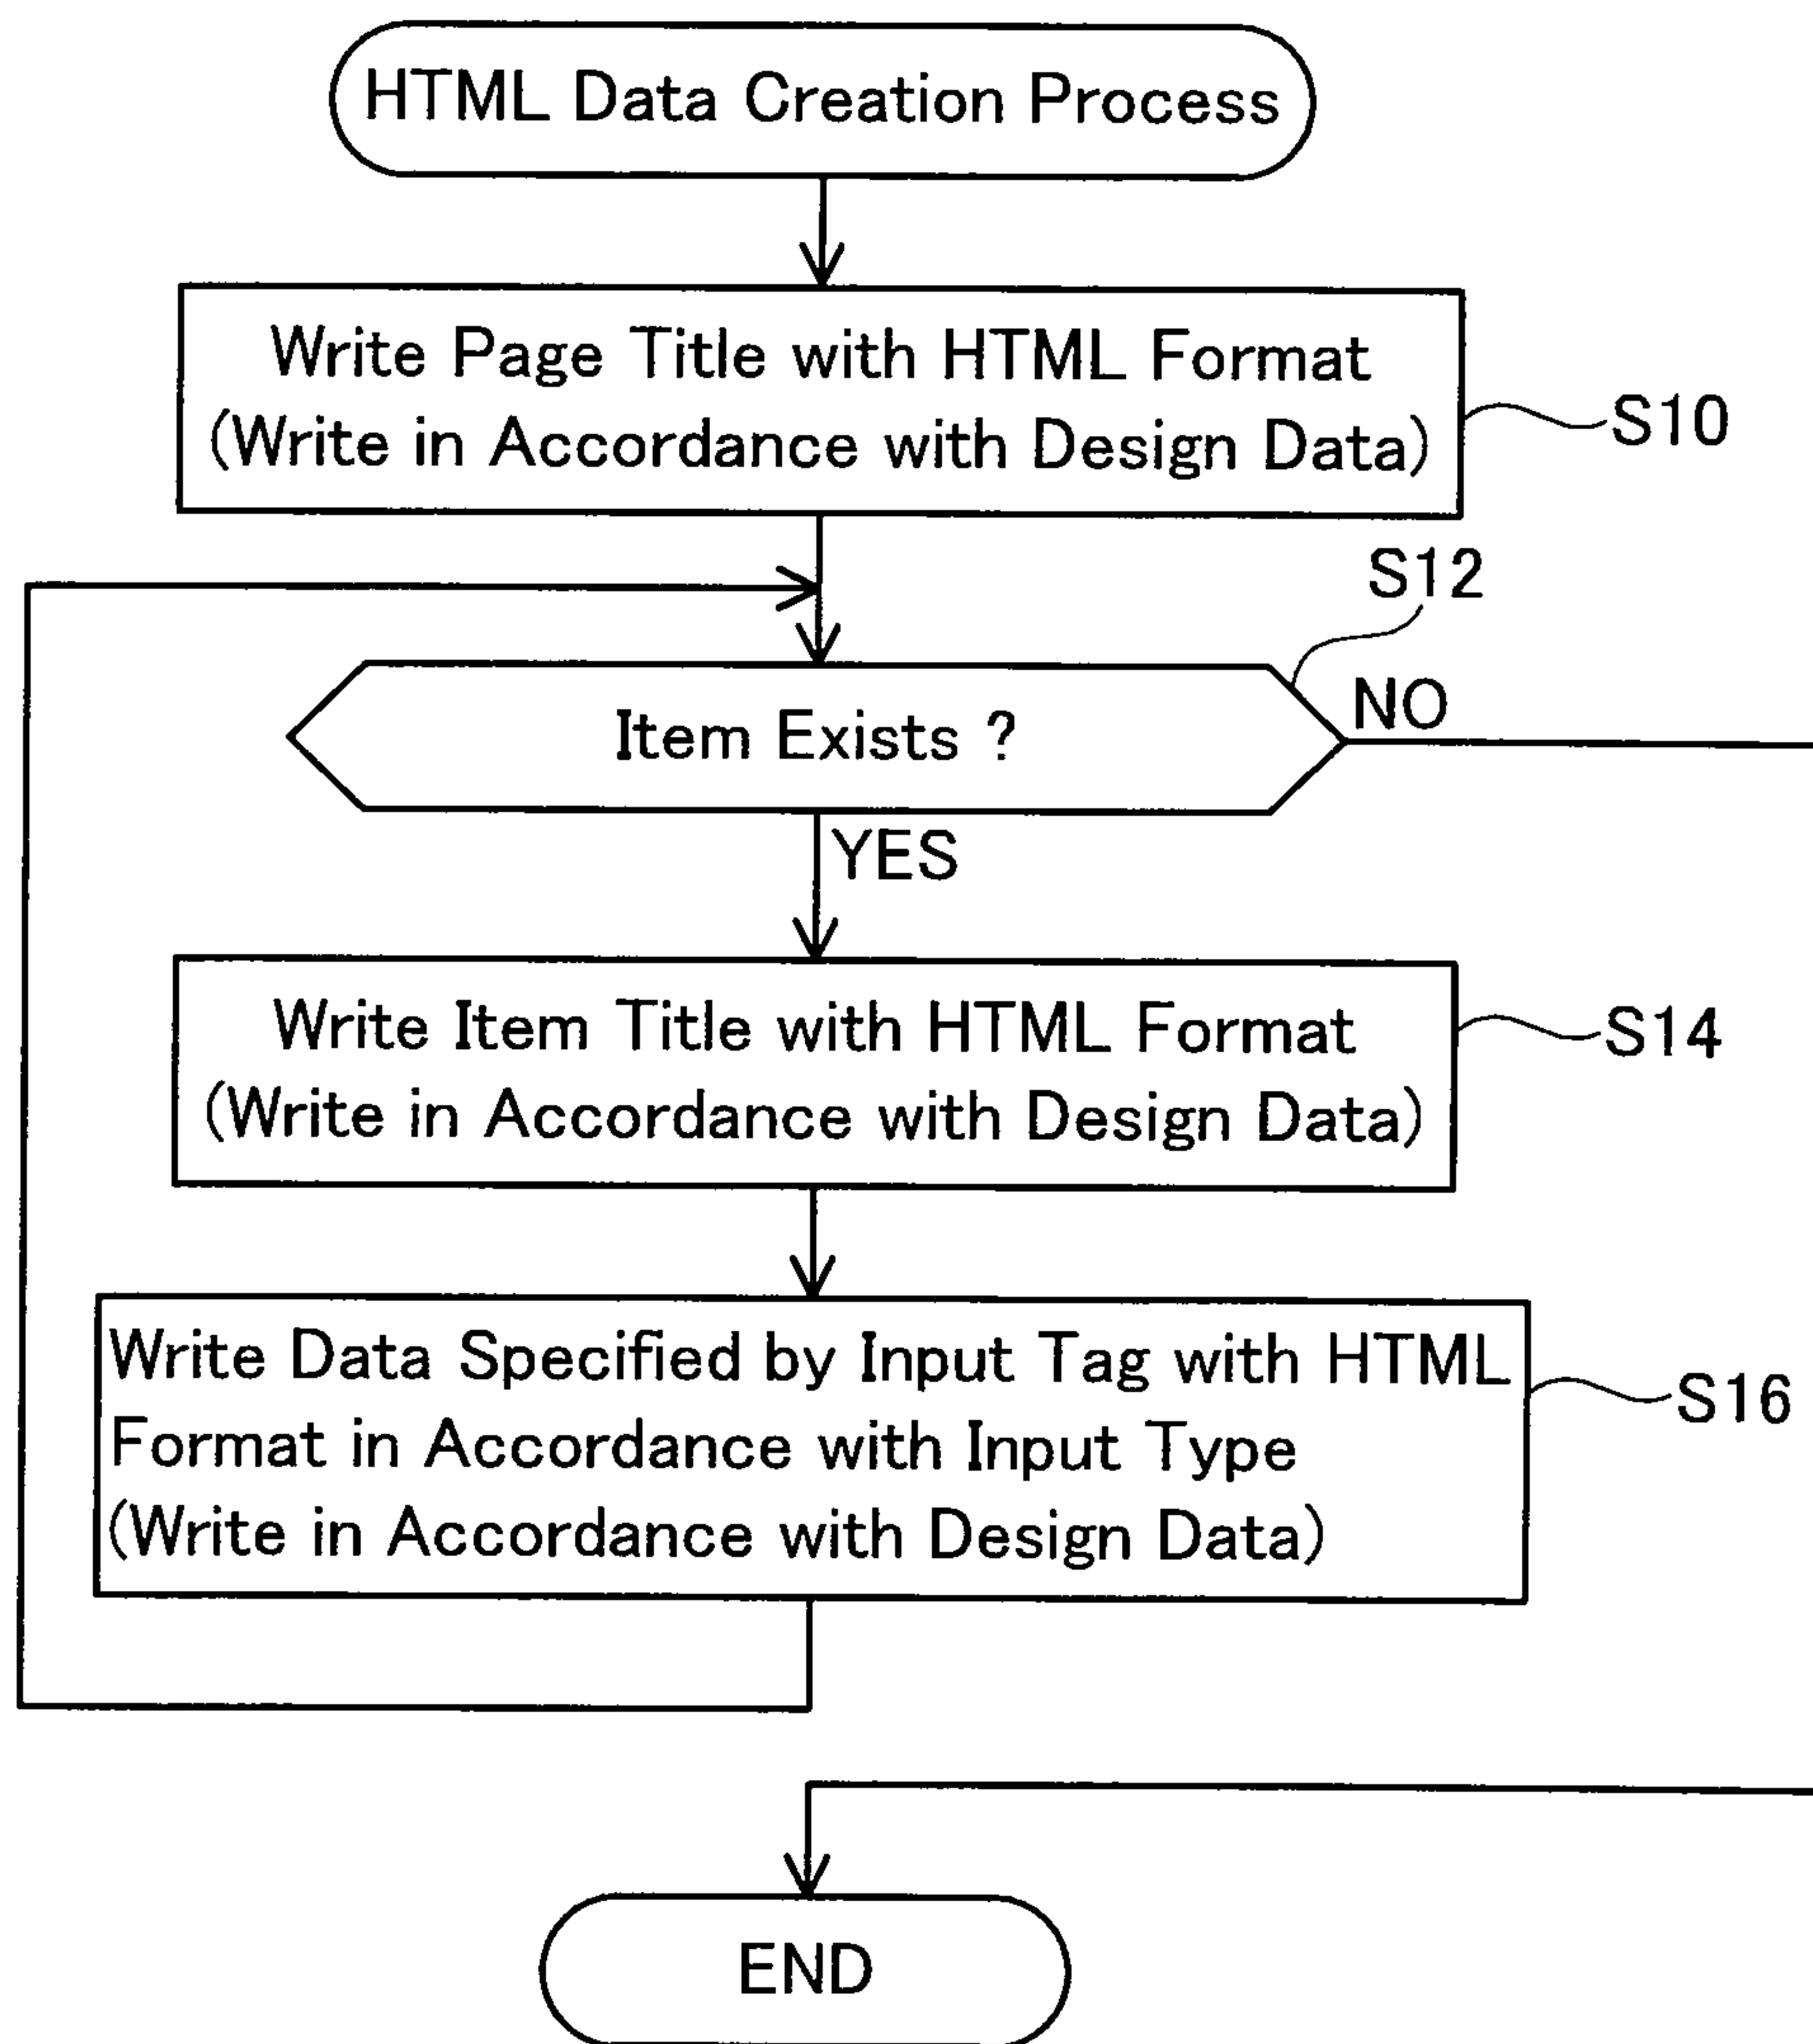 HTML Data Creation Process
Write Page Title with HTML Format
(Write in Accordance with Design Data)
S10
S12
Item Exists ?
NO
YES
Write Item Title with HTML Format
(Write in Accordance with Design Data)
S14
Write Data Specified by Input Tag with HTML
Format in Accordance with Input Type
(Write in Accordance with Design Data)
S16
END